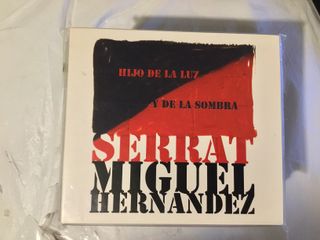 HIJO DE LA LUZ
Y DE LA SOMBRA
SERRAT
MIGUEL
HERNANDEZ